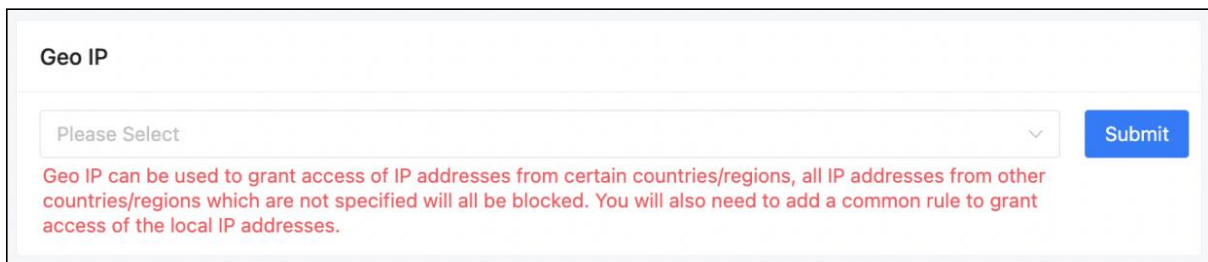 Geo IP
Please Select
Submit
Geo IP can be used to grant access of IP addresses from certain countries/regions, all IP addresses from other
countries/regions which are not specified will all be blocked. You will also need to add a common rule to grant
access of the local IP addresses.